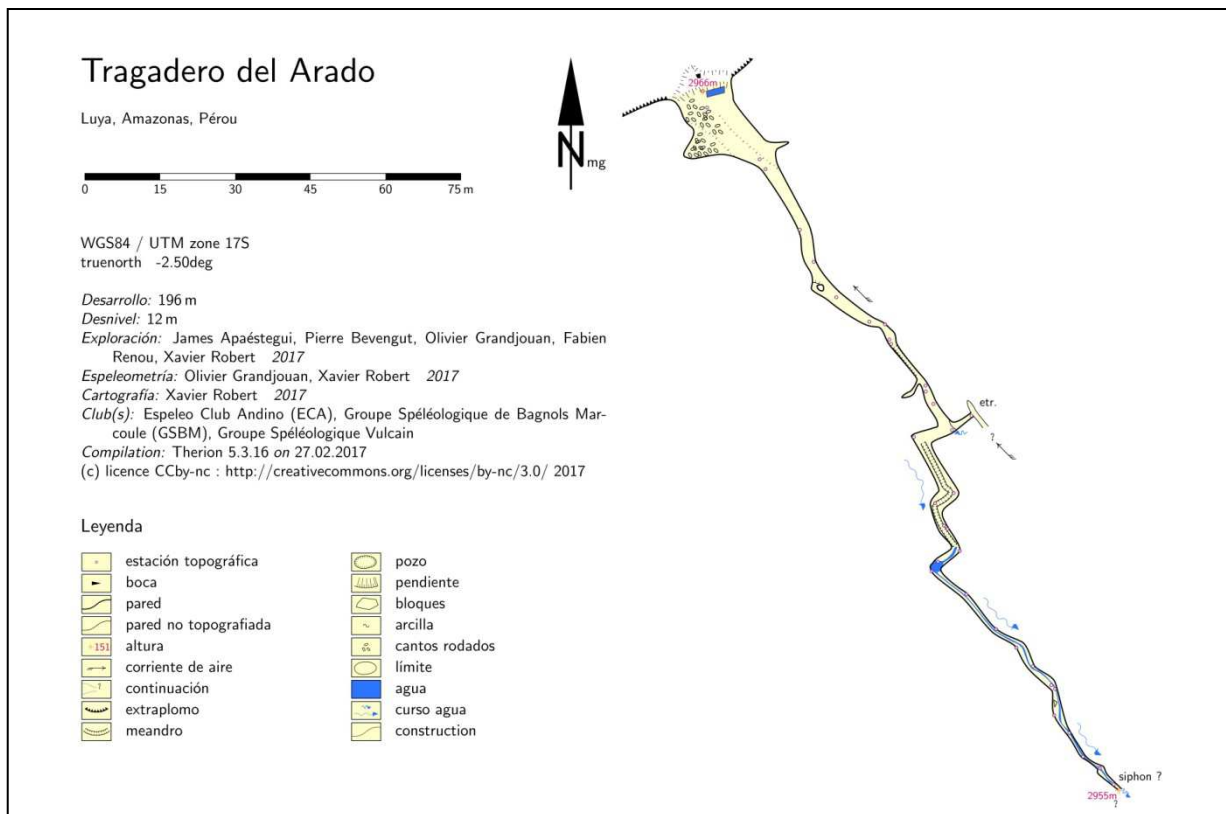 Tragadero del Arado
Luya, Amazonas, Pérou
0 15 30 45 60 75 m
N mg
WGS84 / UTM zone 17S
truenorth -2.50deg
Desarrollo: 196 m
Desnivel: 12 m
Exploración: James Apaéstegui, Pierre Bevengut, Olivier Grandjouan, Fabien
Renou, Xavier Robert 2017
Espeleometría: Olivier Grandjouan, Xavier Robert 2017
Cartografía: Xavier Robert 2017
Club(s): Espeleo Club Andino (ECA), Groupe Spéléologique de Bagnols Mar-
coule (GSBM), Groupe Spéléologique Vulcain
Compilation: Therion 5.3.16 on 27.02.2017
(c) licence CCby-nc : http://creativecommons.org/licenses/by-nc/3.0/ 2017
Leyenda
estación topográfica
boca
pared
pared no topografiada
151 altura
corriente de aire
? continuación
extraplomo
meandro
pozo
pendiente
bloques
arcilla
cantos rodados
límite
agua
curso agua
construction
2966m
etr.
?
siphon ?
2955m
?